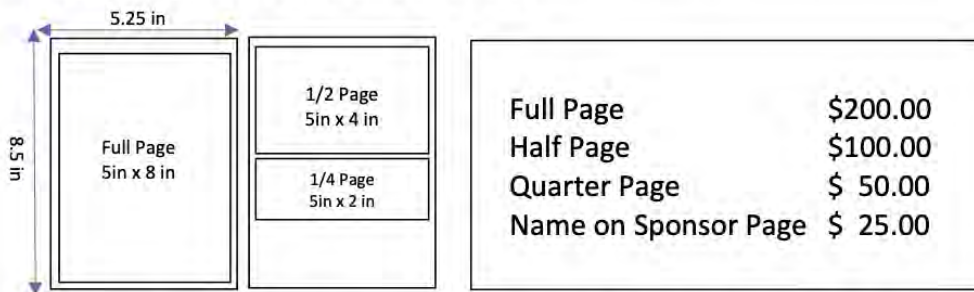 5.25 in
8.5 in
Full Page
5in x 8 in
1/2 Page
5in x 4 in
1/4 Page
5in x 2 in
Full Page $200.00
Half Page $100.00
Quarter Page $ 50.00
Name on Sponsor Page $ 25.00